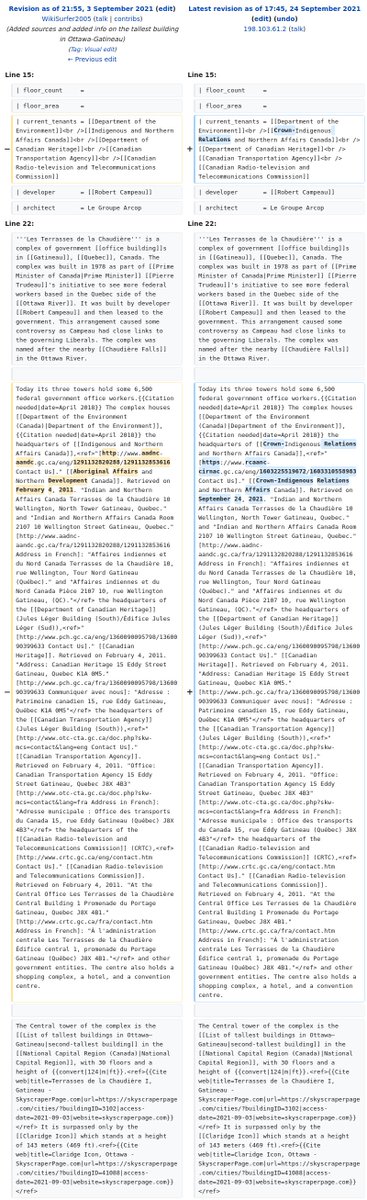 Revision as of 21:55, 3 September 2021 (edit)
WikiSurfer2005 (talk | contribs)
(Added sources and added info on the tallest building
in Ottawa-Gatineau)
(Tag: Visual edit)
← Previous edit
Latest revision as of 17:45, 24 September
2021 (edit) (undo)
198.103.61.2 (talk)
Line 15:
Line 15:
| floor_count =
| floor_count =
| floor_area =
| floor_area =
− | current_tenants = [[Department of the
Environment]]<br />[[Indigenous and Northern
Affairs Canada]]<br />[[Department of
Canadian Heritage]]<br />[[Canadian
Transportation Agency]]<br />[[Canadian
Radio-television and Telecommunications
Commission]]
+ | current_tenants = [[Department of the
Environment]]<br />[[Crown-Indigenous
Relations and Northern Affairs Canada]]<br />
[[Department of Canadian Heritage]]<br />
[[Canadian Transportation Agency]]<br />
[[Canadian Radio-television and
Telecommunications Commission]]
| developer = [[Robert Campeau]]
| developer = [[Robert Campeau]]
| architect = Le Groupe Arcop
| architect = Le Groupe Arcop
Line 22:
Line 22:
'''Les Terrasses de la Chaudière''' is a
complex of government [[office building]]s
in [[Gatineau]], [[Quebec]], Canada. The
complex was built in 1978 as part of [[Prime
Minister of Canada|Prime Minister]] [[Pierre
Trudeau]]'s initiative to see more federal
workers based in the Quebec side of the
[[Ottawa River]]. It was built by developer
[[Robert Campeau]] and then leased to the
government. This arrangement caused some
controversy as Campeau had close links to
the governing Liberals. The complex was
named after the nearby [[Chaudière Falls]]
in the Ottawa River.
'''Les Terrasses de la Chaudière''' is a
complex of government [[office building]]s
in [[Gatineau]], [[Quebec]], Canada. The
complex was built in 1978 as part of [[Prime
Minister of Canada|Prime Minister]] [[Pierre
Trudeau]]'s initiative to see more federal
workers based in the Quebec side of the
[[Ottawa River]]. It was built by developer
[[Robert Campeau]] and then leased to the
government. This arrangement caused some
controversy as Campeau had close links to
the governing Liberals. The complex was
named after the nearby [[Chaudière Falls]]
in the Ottawa River.
− Today its three towers hold some 6,500
federal government office workers.{{Citation
needed|date=April 2018}} The complex houses
[[Department of the Environment
(Canada)|Department of the Environment]],
{{Citation needed|date=April 2018}} the
headquarters of [[Indigenous and Northern
Affairs Canada]],<ref>"[http://www.aadnc-
aandc.gc.ca/eng/1291132820288/1291132853616
Contact Us]." [[Aboriginal Affairs and
Northern Development Canada]]. Retrieved on
February 4, 2011. "Indian and Northern
Affairs Canada Terrasses de la Chaudière 10
Wellington, North Tower Gatineau, Quebec."
and "Indian and Northern Affairs Canada Room
2107 10 Wellington Street Gatineau, Quebec."
[http://www.aadnc-
aandc.gc.ca/fra/1291132820288/1291132853616
Address in French]: "Affaires indiennes et
du Nord Canada Terrasses de la Chaudière 10,
rue Wellington, Tour Nord Gatineau
(Québec)." and "Affaires indiennes et du
Nord Canada Pièce 2107 10, rue Wellington
Gatineau, (QC)."</ref> the headquarters of
the [[Department of Canadian Heritage]]
(Jules Léger Building (South)/Édifice Jules
Léger (Sud)),<ref>"
[http://www.pch.gc.ca/eng/1360090095798/13600
90399633 Contact Us]." [[Canadian
Heritage]]. Retrieved on February 4, 2011.
"Address: Canadian Heritage 15 Eddy Street
Gatineau, Quebec K1A 0M5."
[http://www.pch.gc.ca/fra/1360090095798/13600
90399633 Communiquer avec nous]: "Adresse :
Patrimoine canadien 15, rue Eddy Gatineau,
Québec K1A 0M5"</ref> the headquarters of
the [[Canadian Transportation Agency]]
(Jules Léger Building (South)),<ref>"
[http://www.otc-cta.gc.ca/doc.php?sku-
mcs=contact&lang=eng Contact Us]."
[[Canadian Transportation Agency]].
Retrieved on February 4, 2011. "Office:
Canadian Transportation Agency 15 Eddy
Street Gatineau, Quebec J8X 4B3"
[http://www.otc-cta.gc.ca/doc.php?sku-
mcs=contact&lang=fra Address in French]:
"Adresse municipale : Office des transports
du Canada 15, rue Eddy Gatineau (Québec) J8X
4B3"</ref> the headquarters of the
[[Canadian Radio-television and
Telecommunications Commission]] (CRTC),<ref>
[http://www.crtc.gc.ca/eng/contact.htm
Contact Us]." [[Canadian Radio-television
and Telecommunications Commission]].
Retrieved on February 4, 2011. "At the
Central Office Les Terrasses de la Chaudière
Central Building 1 Promenade du Portage
Gatineau, Quebec J8X 4B1."
[http://www.crtc.gc.ca/fra/contact.htm
Address in French]: "À l'administration
centrale Les Terrasses de la Chaudière
Édifice central 1, promenade du Portage
Gatineau (Québec) J8X 4B1."</ref> and other
government entities. The centre also holds a
shopping complex, a hotel, and a convention
centre.
+ Today its three towers hold some 6,500
federal government office workers.{{Citation
needed|date=April 2018}} The complex houses
[[Department of the Environment
(Canada)|Department of the Environment]],
{{Citation needed|date=April 2018}} the
headquarters of [[Crown-Indigenous Relations
and Northern Affairs Canada]],<ref>"
[https://www.rcaanc-
cirnac.gc.ca/eng/1603225519072/1603310558983
Contact Us]." [[Crown-Indigenous Relations
and Northern Affairs Canada]]. Retrieved on
September 24, 2021. "Indian and Northern
Affairs Canada Terrasses de la Chaudière 10
Wellington, North Tower Gatineau, Quebec."
and "Indian and Northern Affairs Canada Room
2107 10 Wellington Street Gatineau, Quebec."
[http://www.aadnc-
aandc.gc.ca/fra/1291132820288/1291132853616
Address in French]: "Affaires indiennes et
du Nord Canada Terrasses de la Chaudière 10,
rue Wellington, Tour Nord Gatineau
(Québec)." and "Affaires indiennes et du
Nord Canada Pièce 2107 10, rue Wellington
Gatineau, (QC)."</ref> the headquarters of
the [[Department of Canadian Heritage]]
(Jules Léger Building (South)/Édifice Jules
Léger (Sud)),<ref>"
[http://www.pch.gc.ca/eng/1360090095798/13600
90399633 Contact Us]." [[Canadian
Heritage]]. Retrieved on February 4, 2011.
"Address: Canadian Heritage 15 Eddy Street
Gatineau, Quebec K1A 0M5."
[http://www.pch.gc.ca/fra/1360090095798/13600
90399633 Communiquer avec nous]: "Adresse :
Patrimoine canadien 15, rue Eddy Gatineau,
Québec K1A 0M5"</ref> the headquarters of
the [[Canadian Transportation Agency]]
(Jules Léger Building (South)),<ref>"
[http://www.otc-cta.gc.ca/doc.php?sku-
mcs=contact&lang=eng Contact Us]."
[[Canadian Transportation Agency]].
Retrieved on February 4, 2011. "Office:
Canadian Transportation Agency 15 Eddy
Street Gatineau, Quebec J8X 4B3"
[http://www.otc-cta.gc.ca/doc.php?sku-
mcs=contact&lang=fra Address in French]:
"Adresse municipale : Office des transports
du Canada 15, rue Eddy Gatineau (Québec) J8X
4B3"</ref> the headquarters of the
[[Canadian Radio-television and
Telecommunications Commission]] (CRTC),<ref>
[http://www.crtc.gc.ca/eng/contact.htm
Contact Us]." [[Canadian Radio-television
and Telecommunications Commission]].
Retrieved on February 4, 2011. "At the
Central Office Les Terrasses de la Chaudière
Central Building 1 Promenade du Portage
Gatineau, Quebec J8X 4B1."
[http://www.crtc.gc.ca/fra/contact.htm
Address in French]: "À l'administration
centrale Les Terrasses de la Chaudière
Édifice central 1, promenade du Portage
Gatineau (Québec) J8X 4B1."</ref> and other
government entities. The centre also holds a
shopping complex, a hotel, and a convention
centre.
The Central tower of the complex is the
[[List of tallest buildings in Ottawa–
Gatineau|second-tallest building]] in the
[[National Capital Region (Canada)|National
Capital Region]], with 30 floors and a
height of {{convert|124|m|ft}}.<ref>{{Cite
web|title=Terrasses de la Chaudière I,
Gatineau -
SkyscraperPage.com|url=https://skyscraperpage
.com/cities/?buildingID=3102|access-
date=2021-09-03|website=skyscraperpage.com}}
</ref> It is surpassed only by the
[[Claridge Icon]] which stands at a height
of 143 meters (469 ft).<ref>{{Cite
web|title=Claridge Icon, Ottawa -
SkyscraperPage.com|url=https://skyscraperpage
.com/cities/?buildingID=41088|access-
date=2021-09-03|website=skyscraperpage.com}}
</ref>
The Central tower of the complex is the
[[List of tallest buildings in Ottawa–
Gatineau|second-tallest building]] in the
[[National Capital Region (Canada)|National
Capital Region]], with 30 floors and a
height of {{convert|124|m|ft}}.<ref>{{Cite
web|title=Terrasses de la Chaudière I,
Gatineau -
SkyscraperPage.com|url=https://skyscraperpage
.com/cities/?buildingID=3102|access-
date=2021-09-03|website=skyscraperpage.com}}
</ref> It is surpassed only by the
[[Claridge Icon]] which stands at a height
of 143 meters (469 ft).<ref>{{Cite
web|title=Claridge Icon, Ottawa -
SkyscraperPage.com|url=https://skyscraperpage
.com/cities/?buildingID=41088|access-
date=2021-09-03|website=skyscraperpage.com}}
</ref>